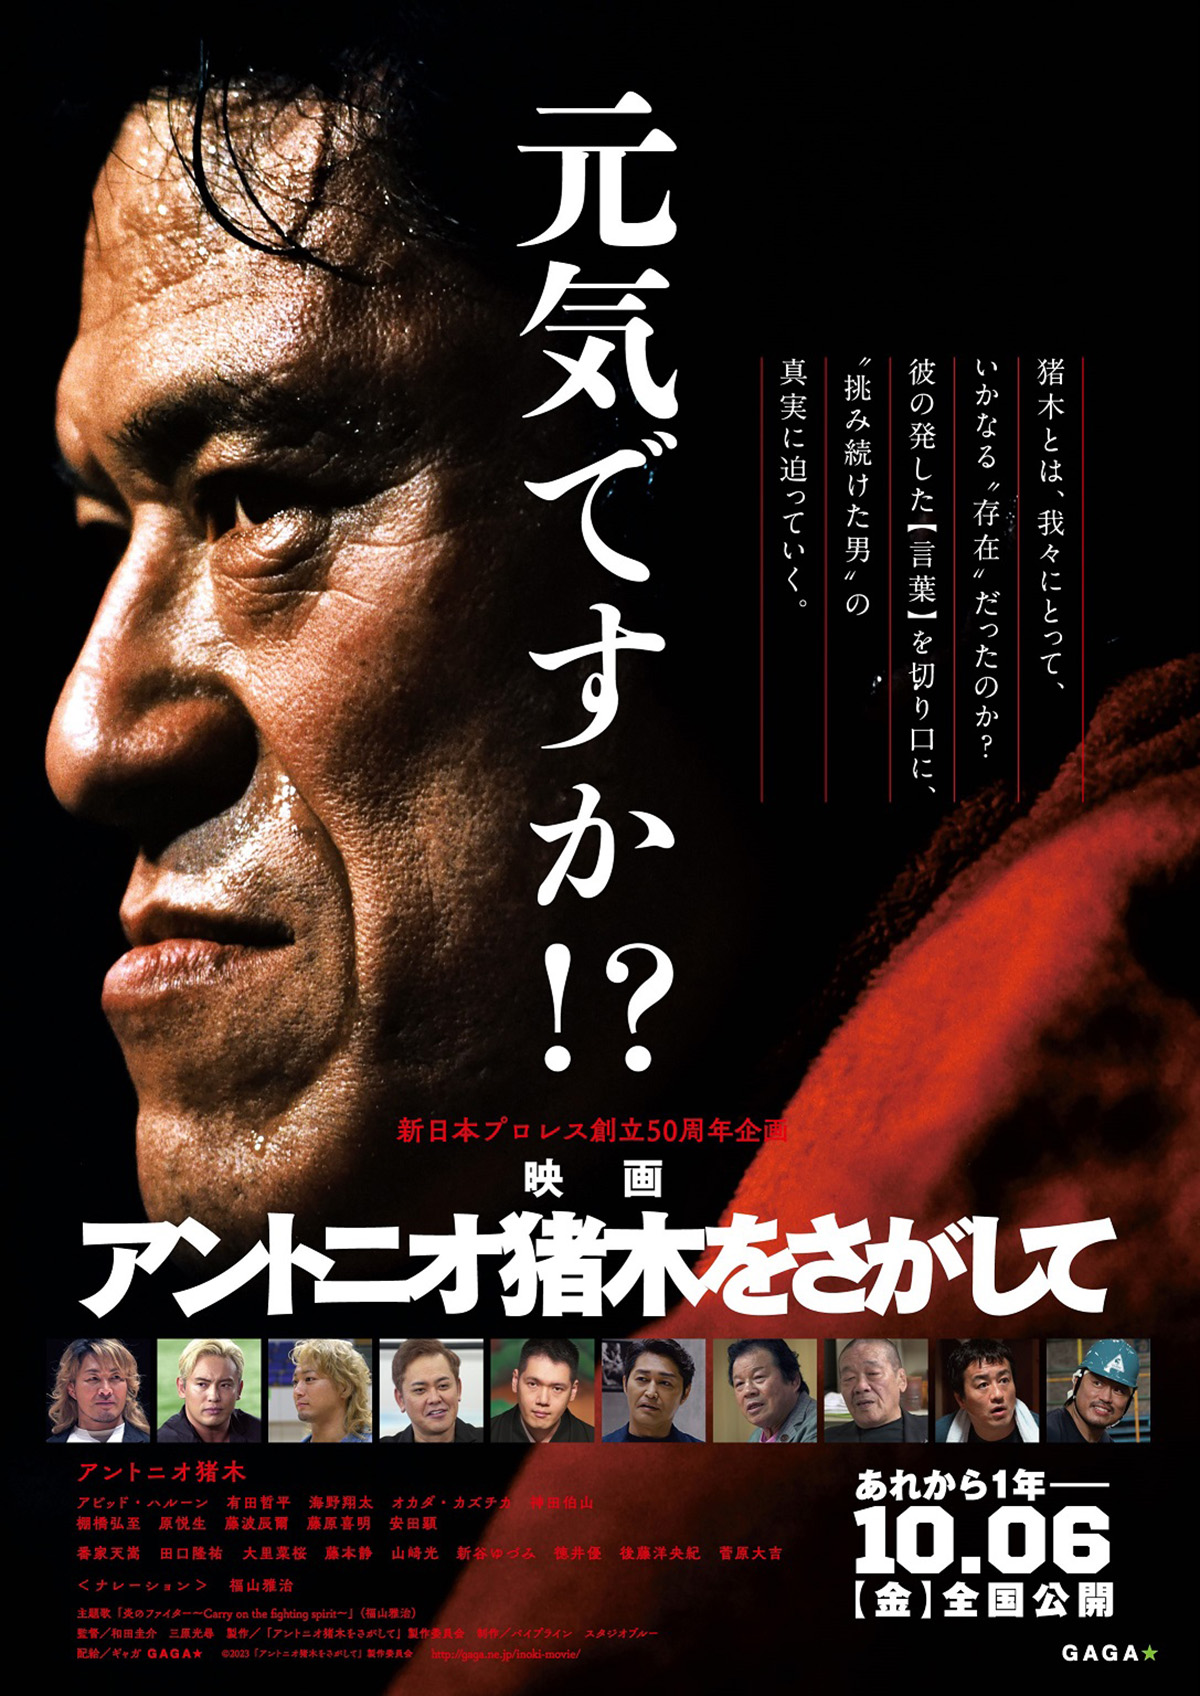 元気ですか!?
猪木とは、我々にとって、
いかなる〝存在〟だったのか?
彼の発した【言葉】を切り口に、
〝挑み続けた男〟の
真実に迫っていく。
新日本プロレス創立50周年企画
映画
アントニオ猪木をさがして
アントニオ猪木
アビッド・ハルーン 有田哲平 海野翔太 オカダ・カズチカ 神田伯山
棚橋弘至 原悦生 藤波辰爾 藤原喜明 安田顕
番家天嵩 田口隆祐 大里菜桜 藤本静 山﨑光 新谷ゆづみ 徳井優 後藤洋央紀 菅原大吉
＜ナレーション＞ 福山雅治
主題歌「炎のファイター〜Carry on the fighting spirit〜」（福山雅治）
監督／和田圭介 三原光尋 製作／「アントニオ猪木をさがして」製作委員会 制作／パイプライン スタジオブルー
配給／ギャガ GAGA★ ©2023「アントニオ猪木をさがして」製作委員会 http://gaga.ne.jp/inoki-movie/
あれから1年——
10.06
【金】全国公開
GAGA★